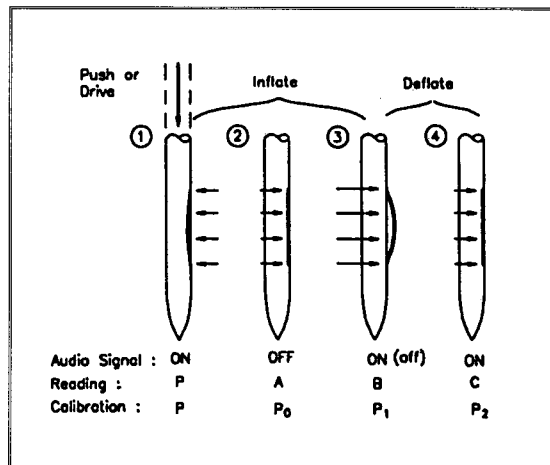 Push or
Drive
Inflate
Deflate
1 2 3 4
Audio Signal : ON OFF ON (off) ON
Reading : P A B C
Calibration : P P₀ P₁ P₂